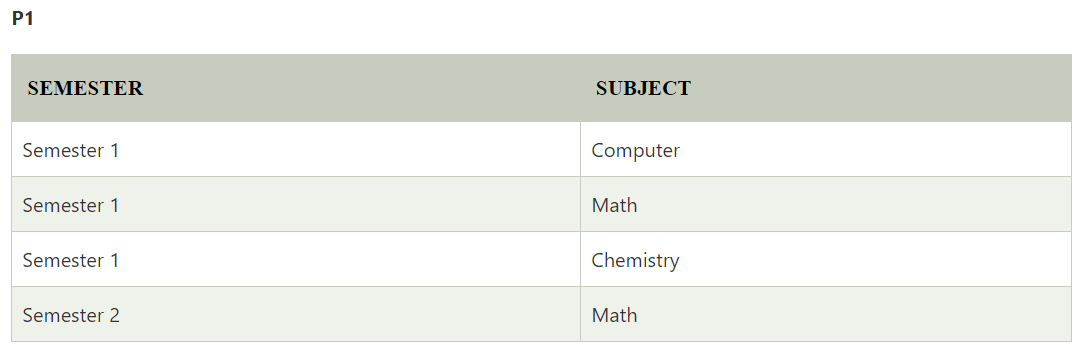 P1
SEMESTER SUBJECT
Semester 1 Computer
Semester 1 Math
Semester 1 Chemistry
Semester 2 Math